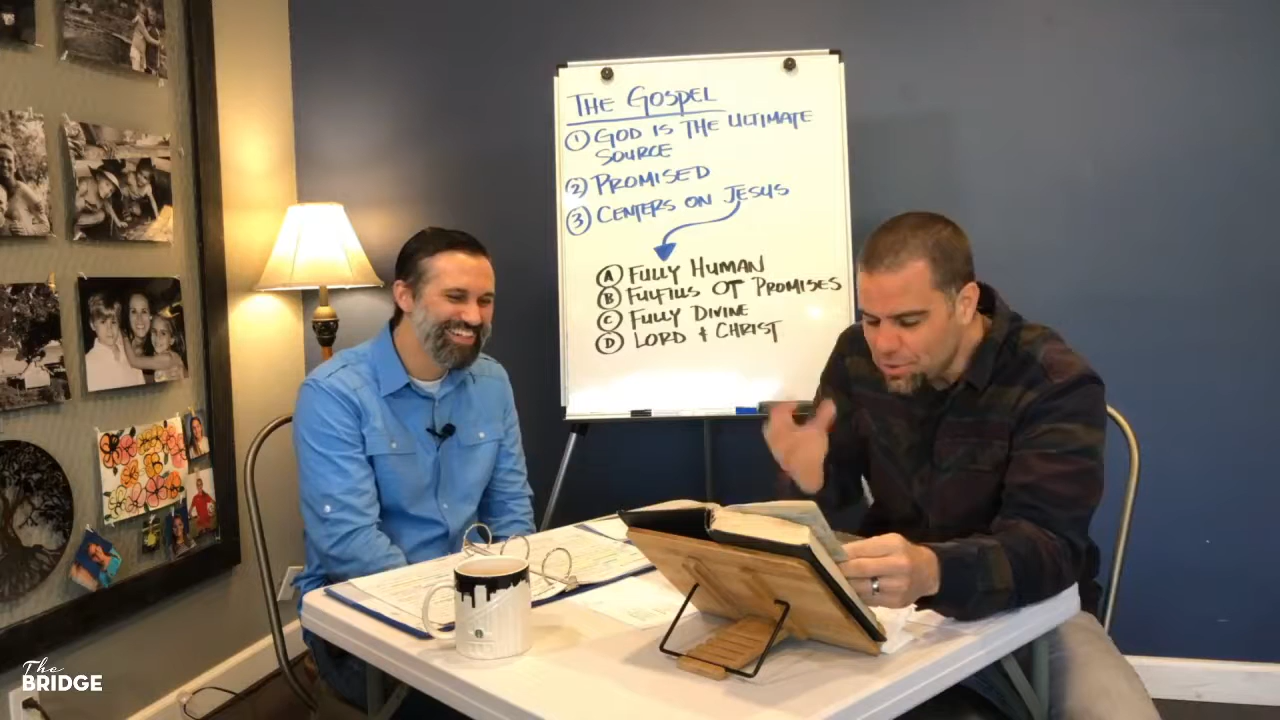 THE GOSPEL
① GOD IS THE ULTIMATE
SOURCE
② PROMISED
③ CENTERS ON JESUS
Ⓐ FULLY HUMAN
Ⓑ FULFILLS OT PROMISES
Ⓒ FULLY DIVINE
Ⓓ LORD & CHRIST
The
BRIDGE